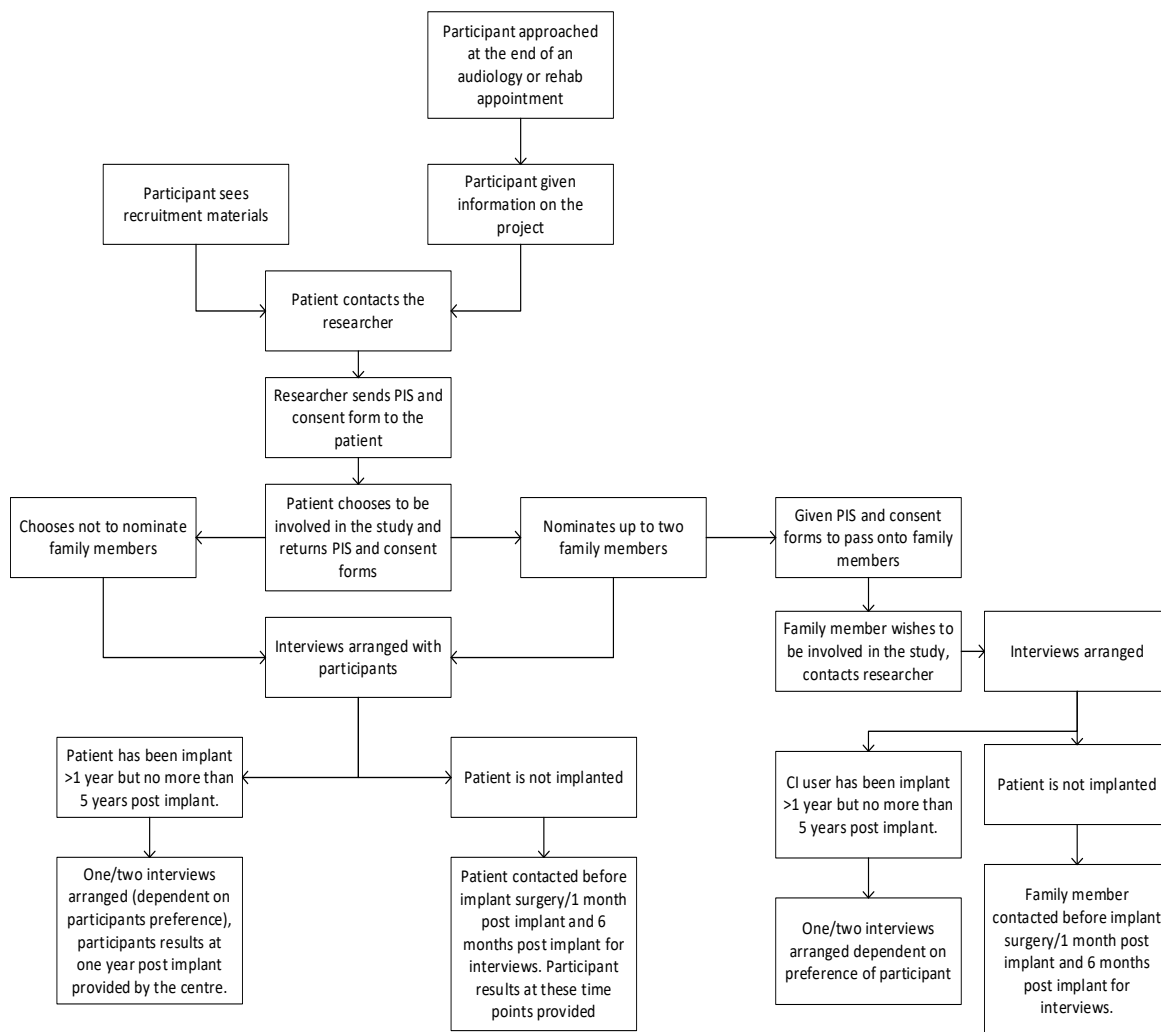 Participant approached
at the end of an
audiology or rehab
appointment
Participant sees
recruitment materials
Participant given
information on the
project
Patient contacts the
researcher
Researcher sends PIS and
consent form to the
patient
Chooses not to nominate
family members
Patient chooses to be
involved in the study and
returns PIS and consent
forms
Nominates up to two
family members
Given PIS and consent
forms to pass onto family
members
Interviews arranged with
participants
Family member wishes to
be involved in the study,
contacts researcher
Interviews arranged
Patient has been implant
>1 year but no more than
5 years post implant.
Patient is not implanted
CI user has been implant
>1 year but no more than
5 years post implant.
Patient is not implanted
One/two interviews
arranged (dependent on
participants preference),
participants results at
one year post implant
provided by the centre.
Patient contacted before
implant surgery/1 month
post implant and 6
months post implant for
interviews. Participant
results at these time
points provided
One/two interviews
arranged dependent on
preference of participant
Family member
contacted before implant
surgery/1 month post
implant and 6 months
post implant for
interviews.